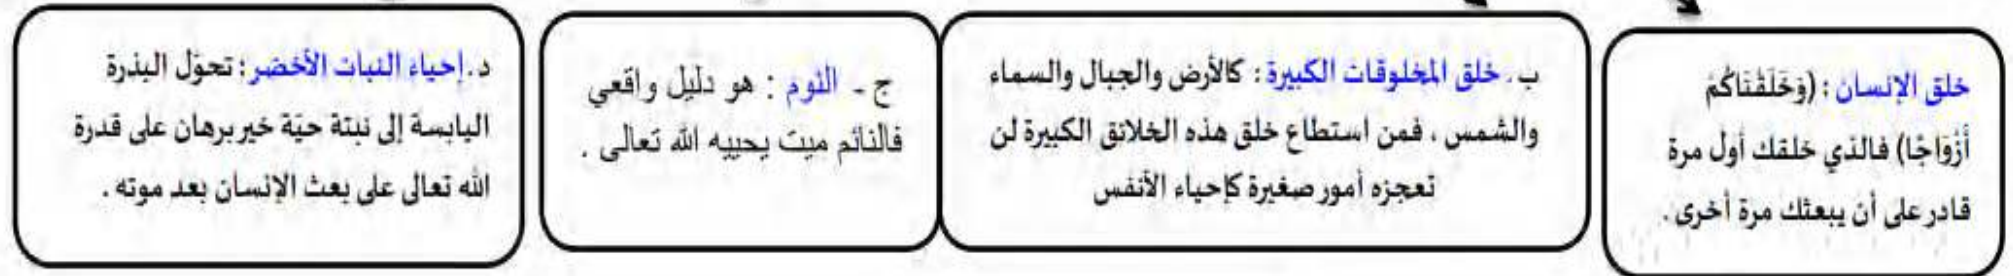 خلق الإنسان : (وَخَلَقْنَاكُمْ
أَزْوَاجًا) فالذي خلقك أول مرة
قادر على أن يبعثك مرة أخرى .
ب . خلق المخلوقات الكبيرة : كالأرض والجبال والسماء
والشمس ، فمن استطاع خلق هذه الخلائق الكبيرة لن
تعجزه أمور صغيرة كإحياء الأنفس
ج - النوم : هو دليل واقعي
فالنائم ميت يحييه الله تعالى .
د . إحياء النبات الأخضر : تحوّل البذرة
اليابسة إلى نبتة حيّة خير برهان على قدرة
الله تعالى على بعث الإنسان بعد موته .